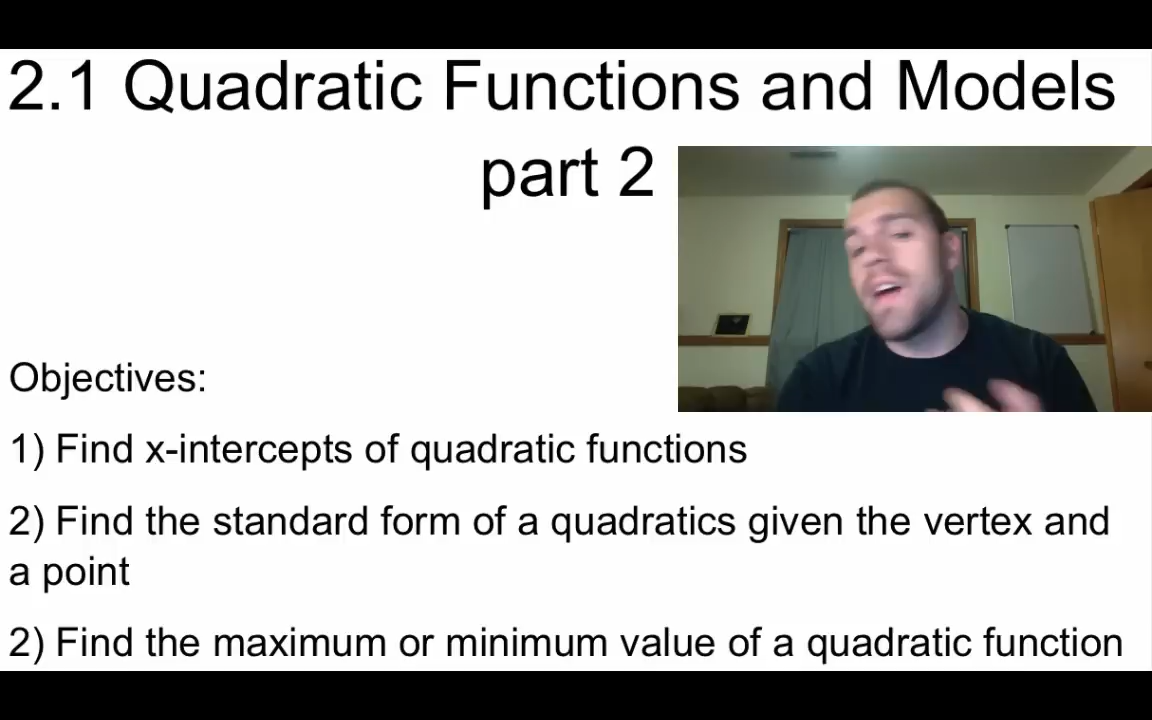 2.1 Quadratic Functions and Models
part 2
Objectives:
1) Find x-intercepts of quadratic functions
2) Find the standard form of a quadratics given the vertex and
a point
2) Find the maximum or minimum value of a quadratic function